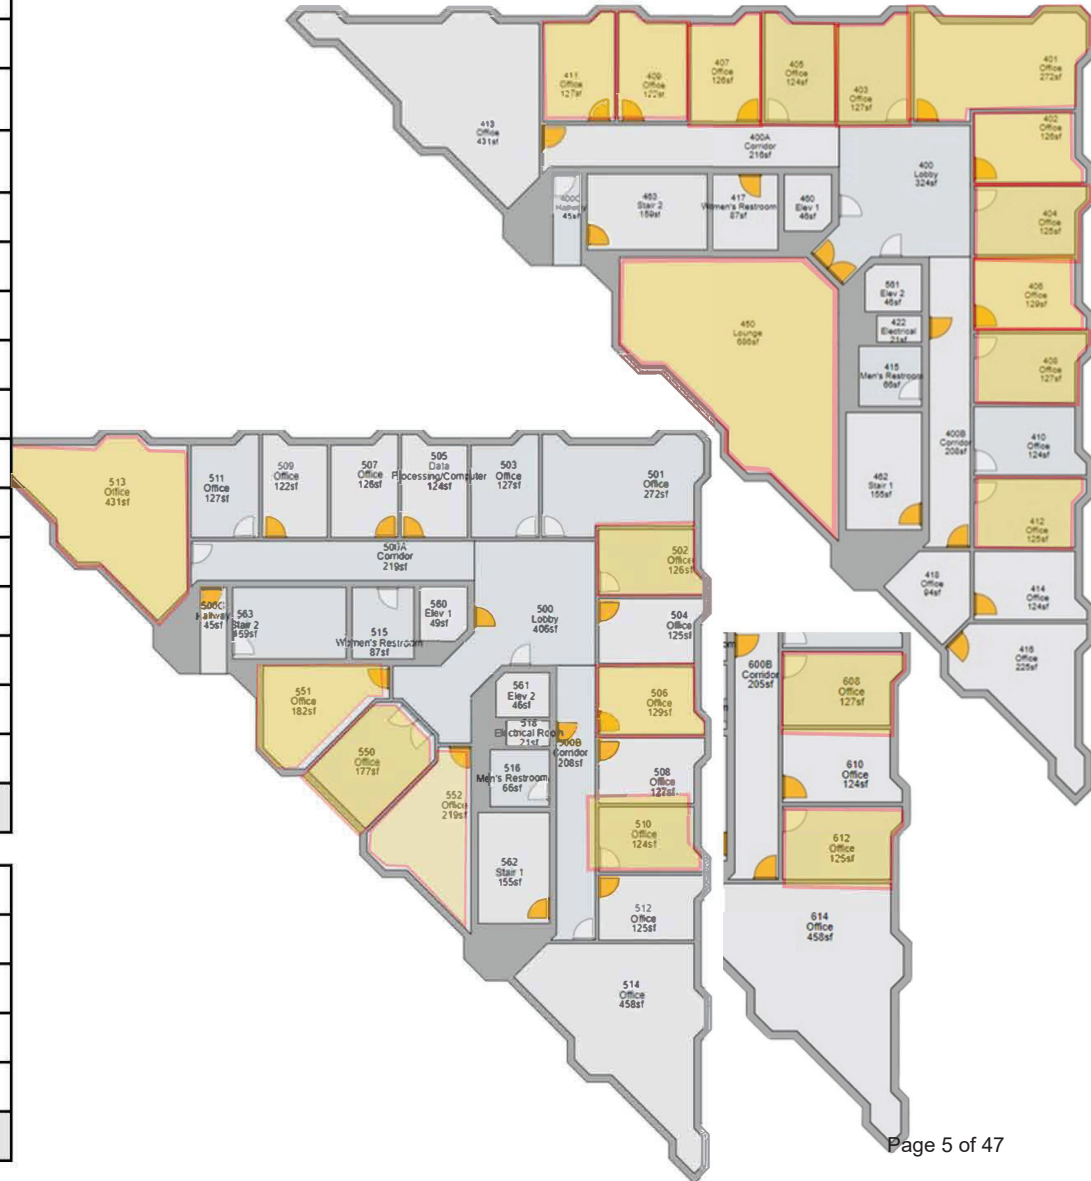 411
Office
127sf
409
Office
122sf
407
Office
126sf
405
Office
124sf
403
Office
127sf
401
Office
272sf
413
Office
431sf
400A
Corridor
216sf
402
Office
126sf
400
Lobby
324sf
400C
Hallway
45sf
463
Stair 2
159sf
417
Women's Restroom
87sf
460
Elev 1
46sf
404
Office
125sf
450
Lounge
686sf
561
Elev 2
46sf
406
Office
129sf
422
Electrical
21sf
408
Office
127sf
415
Men's Restroom
66sf
400B
Corridor
208sf
410
Office
124sf
462
Stair 1
155sf
412
Office
125sf
418
Office
94sf
414
Office
124sf
416
Office
225sf
513
Office
431sf
511
Office
127sf
509
Office
122sf
507
Office
126sf
505
Data
Processing/Computer
124sf
503
Office
127sf
501
Office
272sf
500A
Corridor
219sf
502
Office
126sf
500C
Hallway
45sf
563
Stair 2
159sf
515
Women's Restroom
87sf
560
Elev 1
49sf
500
Lobby
406sf
504
Office
125sf
551
Office
182sf
561
Elev 2
46sf
506
Office
129sf
518
Electrical Room
21sf
500B
Corridor
208sf
550
Office
177sf
516
Men's Restroom
66sf
508
Office
127sf
552
Office
219sf
510
Office
124sf
562
Stair 1
155sf
512
Office
125sf
514
Office
458sf
600B
Corridor
205sf
608
Office
127sf
610
Office
124sf
612
Office
125sf
614
Office
458sf
Page 5 of 47